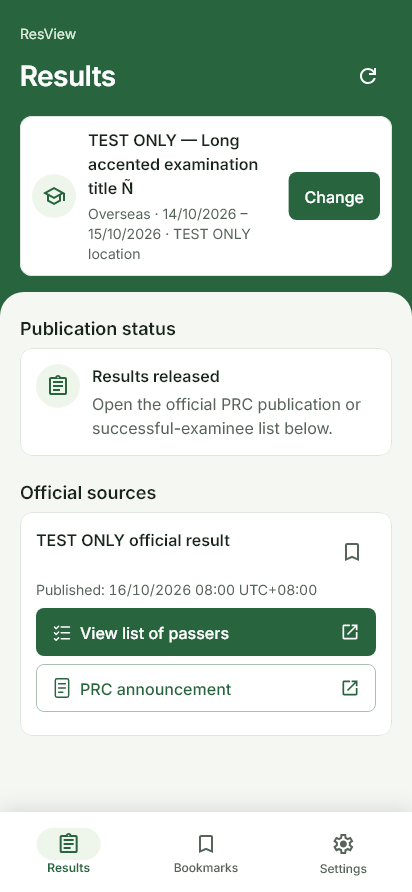 ResView
Results
TEST ONLY — Long
accented examination
title Ñ
Overseas · 14/10/2026 –
15/10/2026 · TEST ONLY
location
Change
Publication status
Results released
Open the official PRC publication or
successful-examinee list below.
Official sources
TEST ONLY official result
Published: 16/10/2026 08:00 UTC+08:00
View list of passers
PRC announcement
Results
Bookmarks
Settings